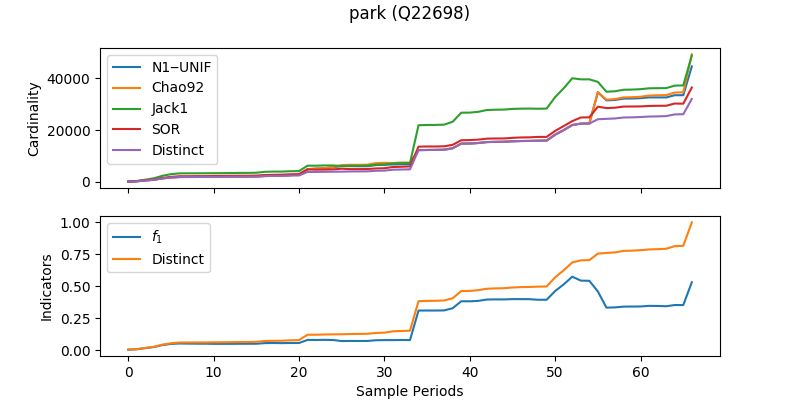 park (Q22698)
Cardinality
40000
20000
0
N1−UNIF
Chao92
Jack1
SOR
Distinct
Indicators
1.00
0.75
0.50
0.25
0.00
f1
Distinct
0 10 20 30 40 50 60
Sample Periods